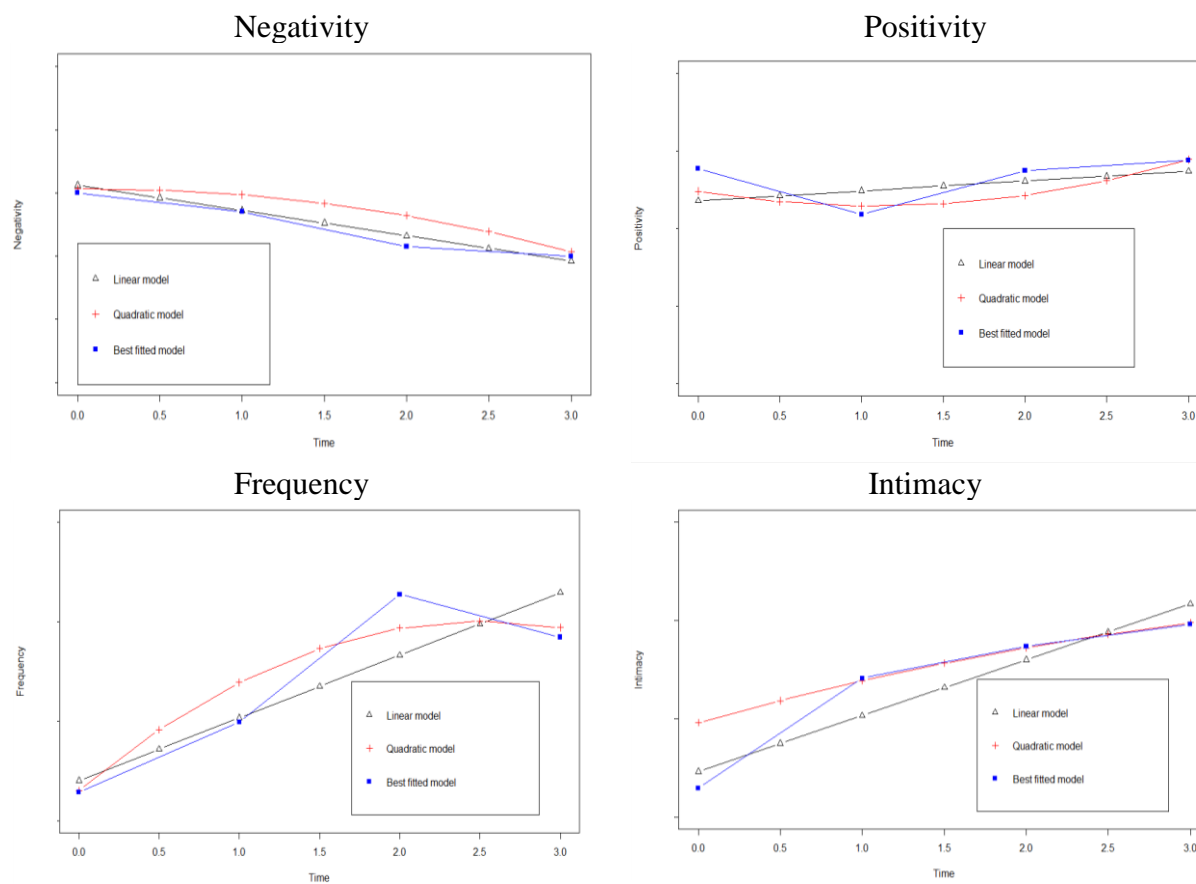 Negativity
Negativity
Linear model
Quadratic model
Best fitted model
0.0 0.5 1.0 1.5 2.0 2.5 3.0
Time
Positivity
Positivity
Linear model
Quadratic model
Best fitted model
0.0 0.5 1.0 1.5 2.0 2.5 3.0
Time
Frequency
Frequency
Linear model
Quadratic model
Best fitted model
0.0 0.5 1.0 1.5 2.0 2.5 3.0
Time
Intimacy
Intimacy
Linear model
Quadratic model
Best fitted model
0.0 0.5 1.0 1.5 2.0 2.5 3.0
Time